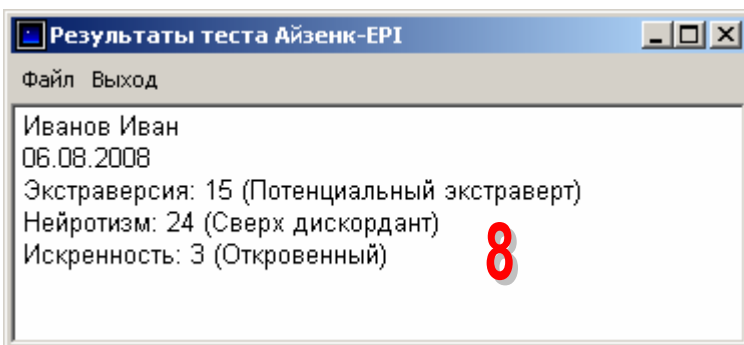 Результаты теста Айзенк-EPI
Файл Выход
Иванов Иван
06.08.2008
Экстраверсия: 15 (Потенциальный экстраверт)
Нейротизм: 24 (Сверх дискордант)
Искренность: 3 (Откровенный)
8